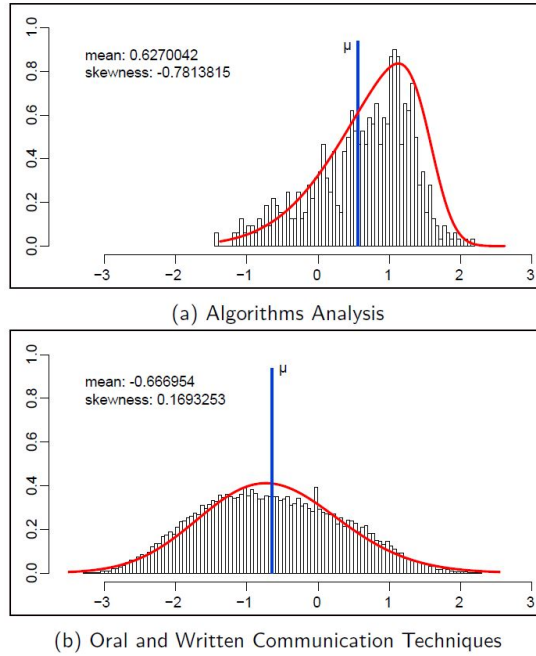 1.0
0.8
0.6
0.4
0.2
0.0
mean: 0.6270042
skewness: -0.7813815
μ
−3 −2 −1 0 1 2 3
(a) Algorithms Analysis
1.0
0.8
0.6
0.4
0.2
0.0
mean: -0.666954
skewness: 0.1693253
μ
−3 −2 −1 0 1 2 3
(b) Oral and Written Communication Techniques